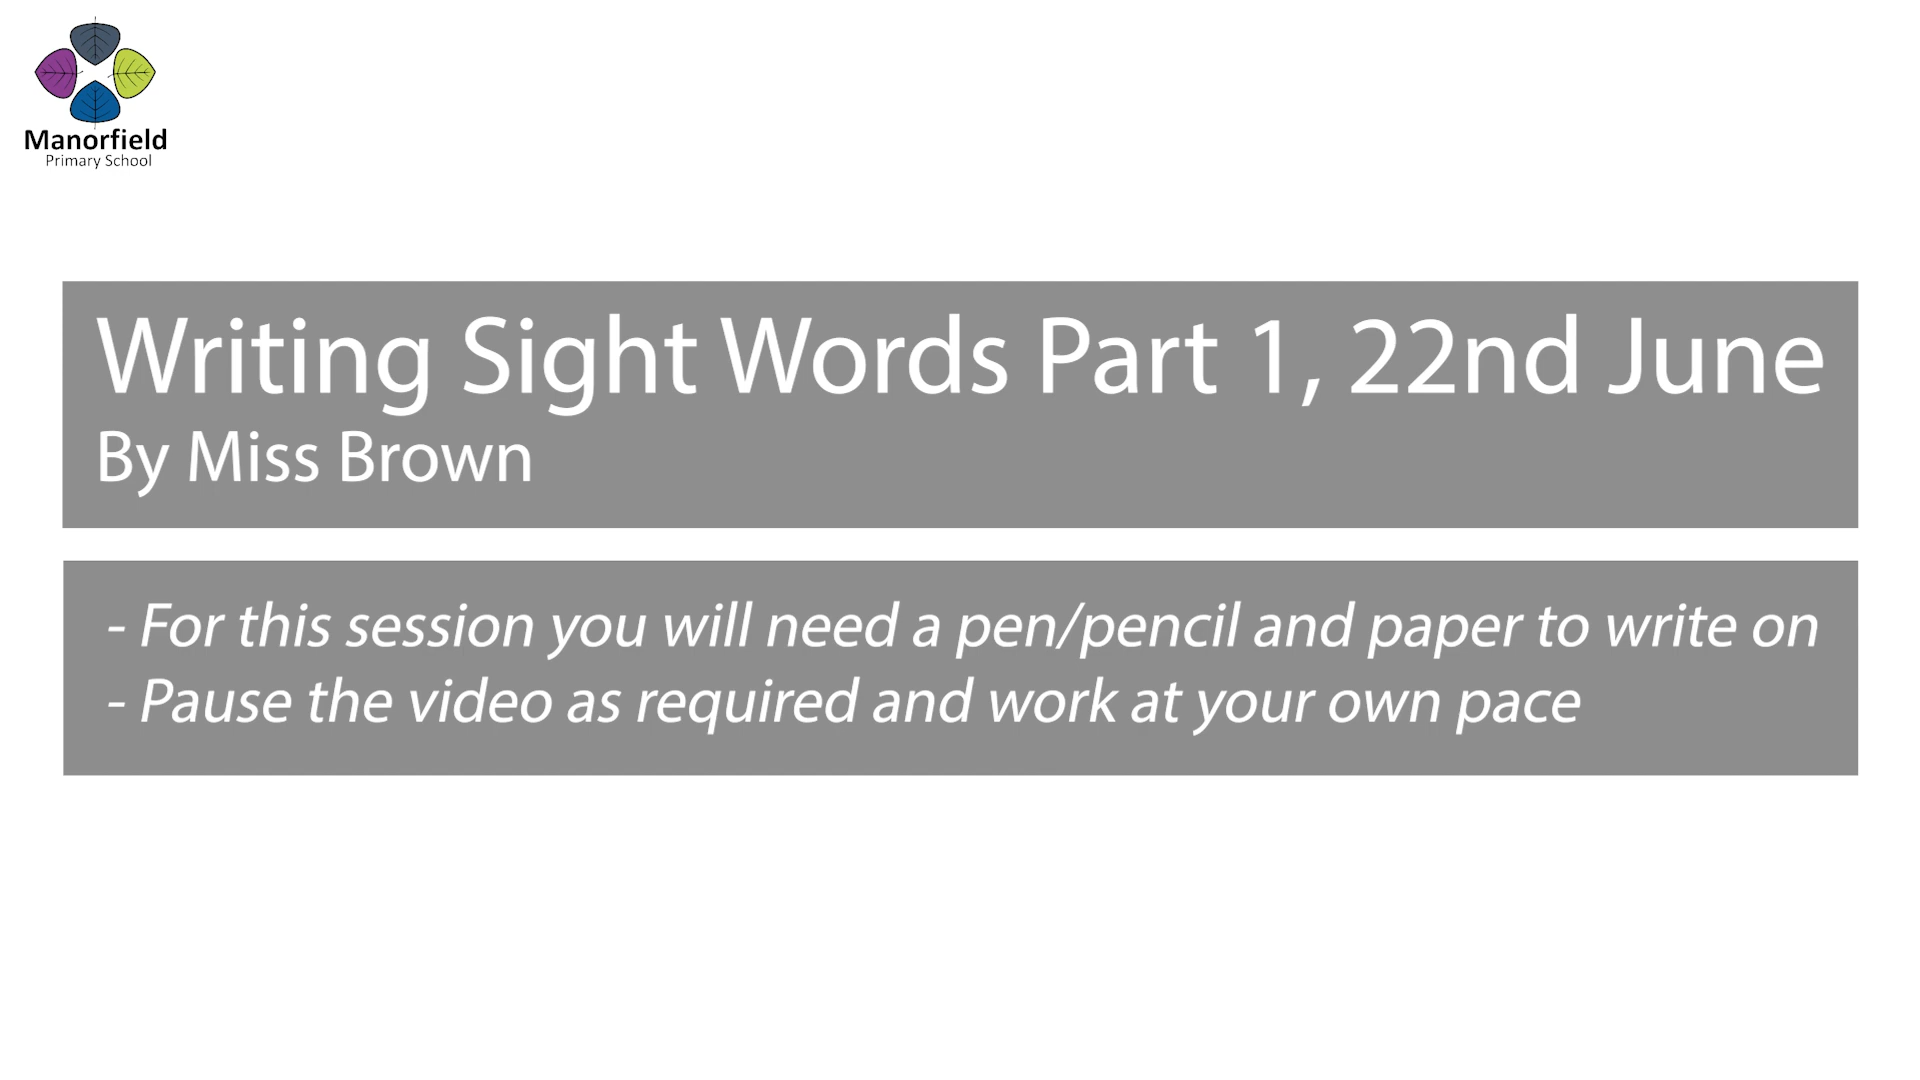 Manorfield
Primary School
Writing Sight Words Part 1, 22nd June
By Miss Brown
- For this session you will need a pen/pencil and paper to write on
- Pause the video as required and work at your own pace